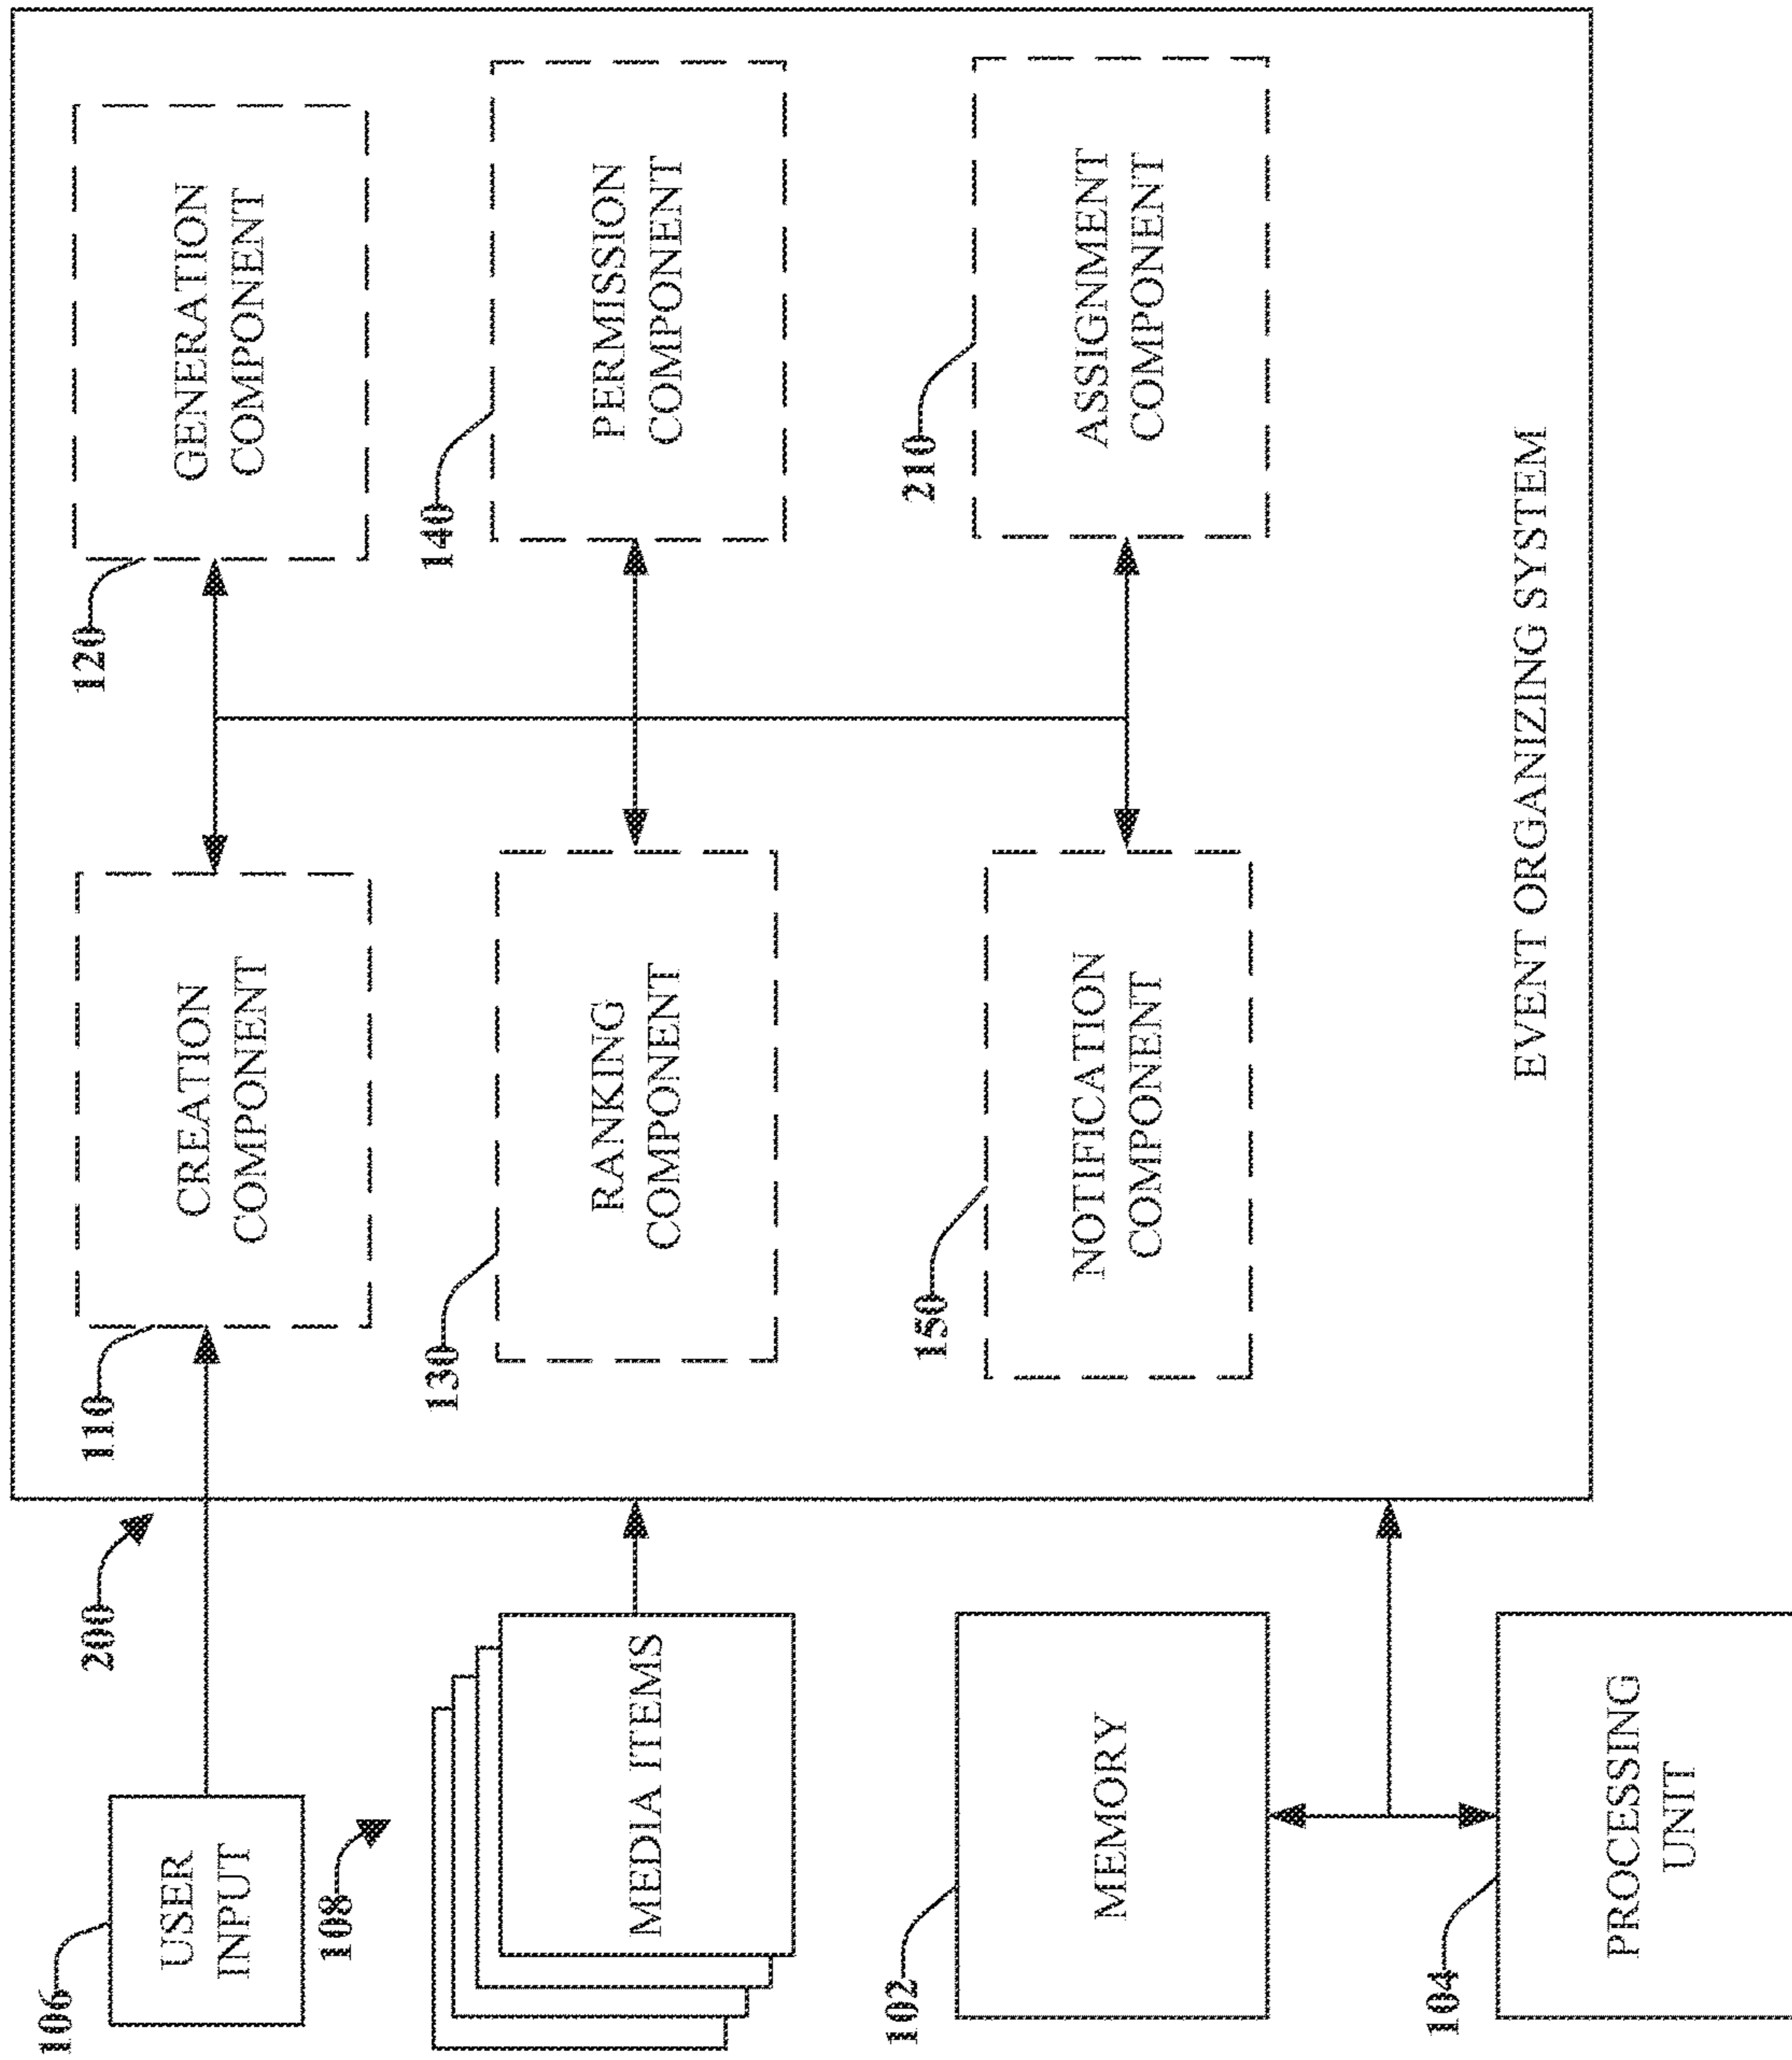 200
106
USER
INPUT
110
CREATION
COMPONENT
120
GENERATION
COMPONENT
108
MEDIA ITEMS
130
RANKING
COMPONENT
140
PERMISSION
COMPONENT
102
MEMORY
150
NOTIFICATION
COMPONENT
210
ASSIGNMENT
COMPONENT
104
PROCESSING
UNIT
EVENT ORGANIZING SYSTEM